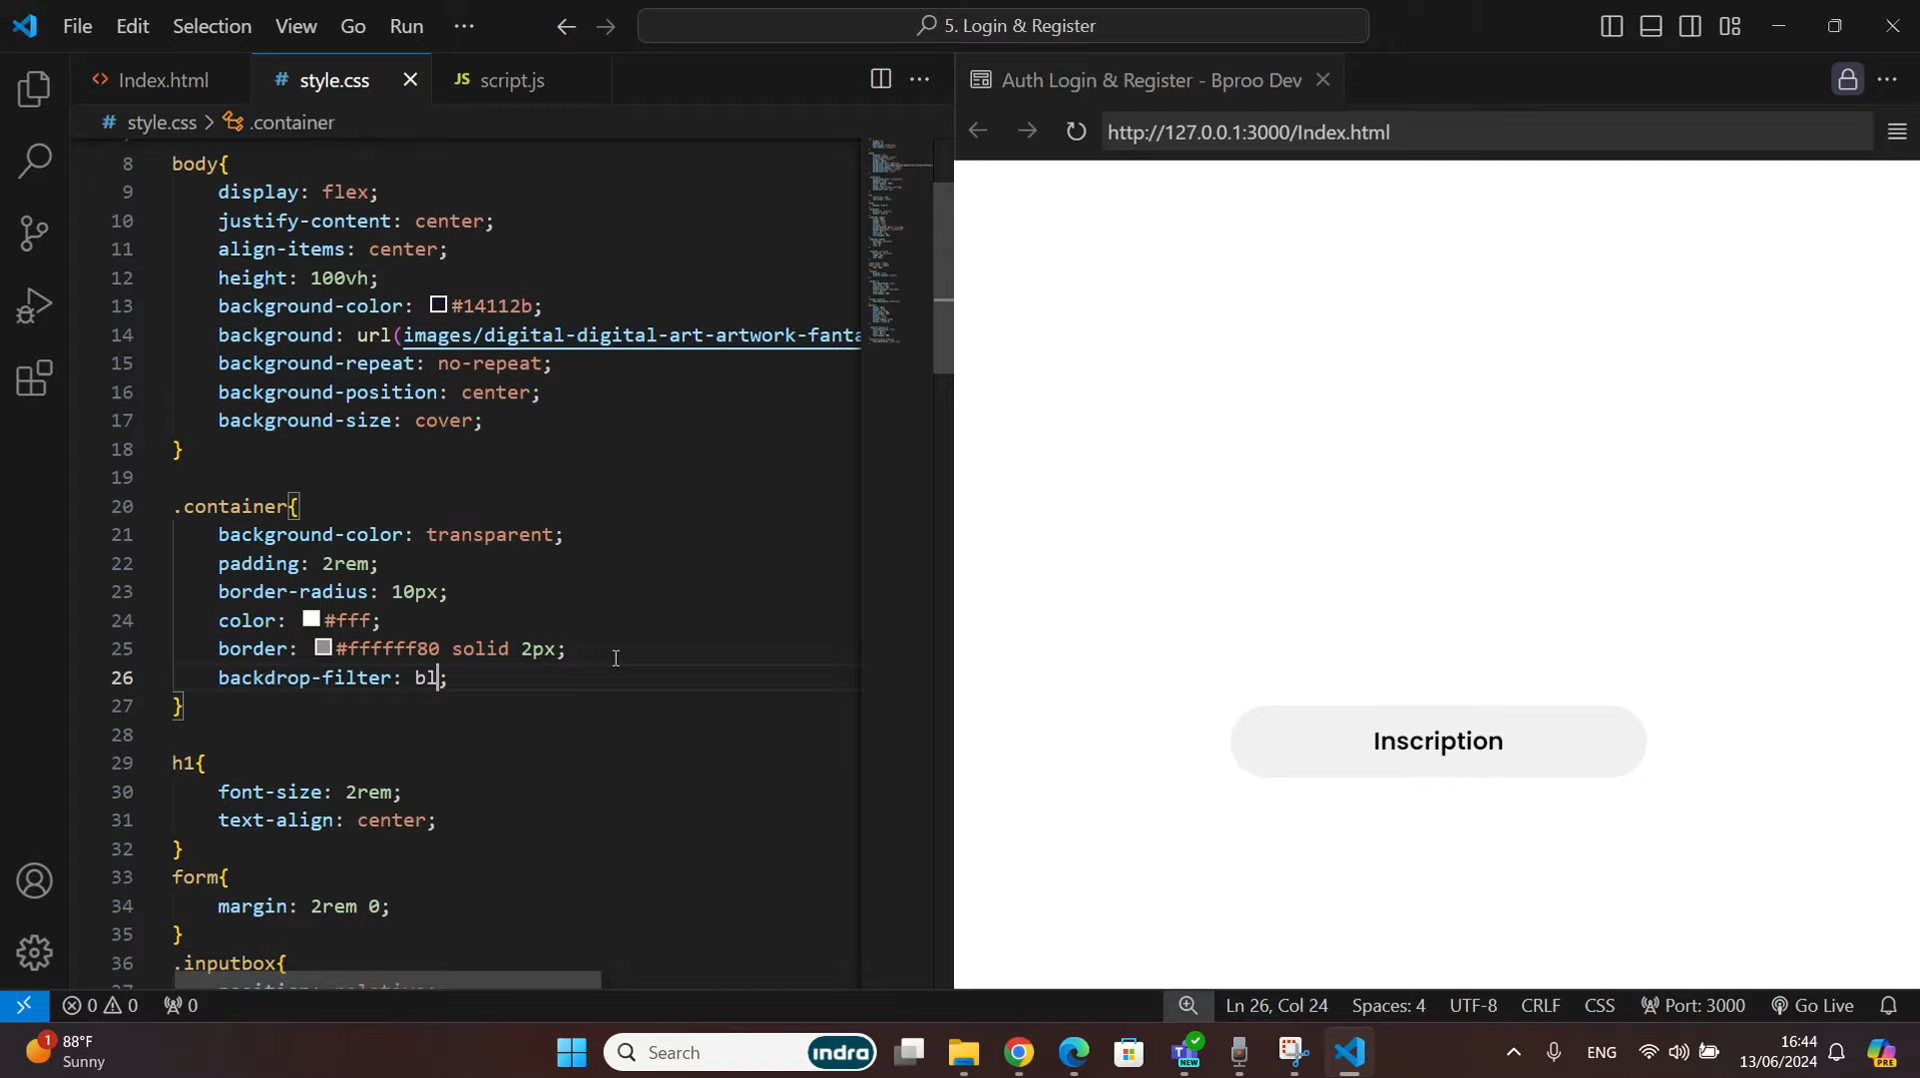 File Edit Selection View Go Run ··· 5. Login & Register
Index.html style.css script.js
style.css > .container
8 body{
9 display: flex;
10 justify-content: center;
11 align-items: center;
12 height: 100vh;
13 background-color: #14112b;
14 background: url(images/digital-digital-art-artwork-fanta
15 background-repeat: no-repeat;
16 background-position: center;
17 background-size: cover;
18 }
19
20 .container{
21 background-color: transparent;
22 padding: 2rem;
23 border-radius: 10px;
24 color: #fff;
25 border: #ffffff80 solid 2px;
26 backdrop-filter: bl;
27 }
28
29 h1{
30 font-size: 2rem;
31 text-align: center;
32 }
33 form{
34 margin: 2rem 0;
35 }
36 .inputbox{
Auth Login & Register - Bproo Dev
http://127.0.0.1:3000/Index.html
Inscription
0 0 0 Ln 26, Col 24 Spaces: 4 UTF-8 CRLF CSS Port: 3000 Go Live
1 88°F
Sunny
Search indra
NEW
ENG
16:44
13/06/2024
PRE